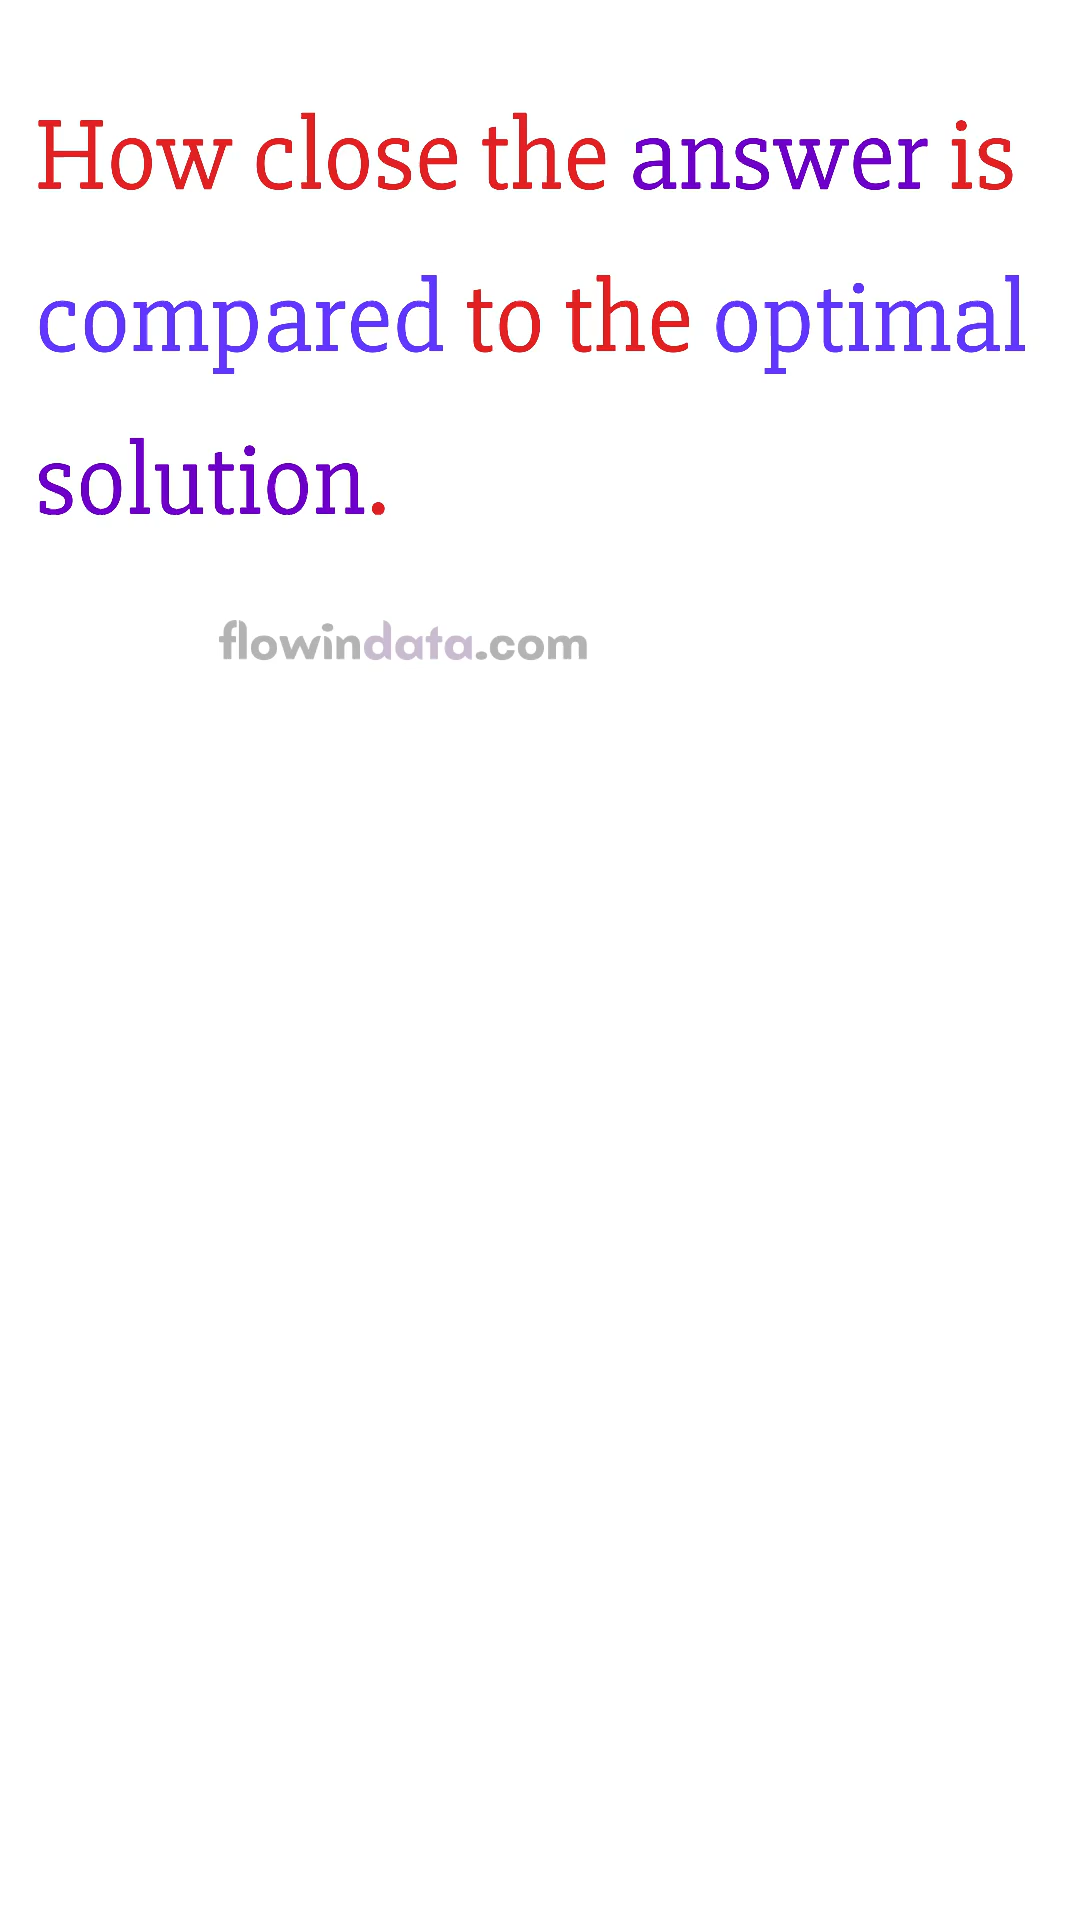 How close the answer is
compared to the optimal
solution.
flowindata.com